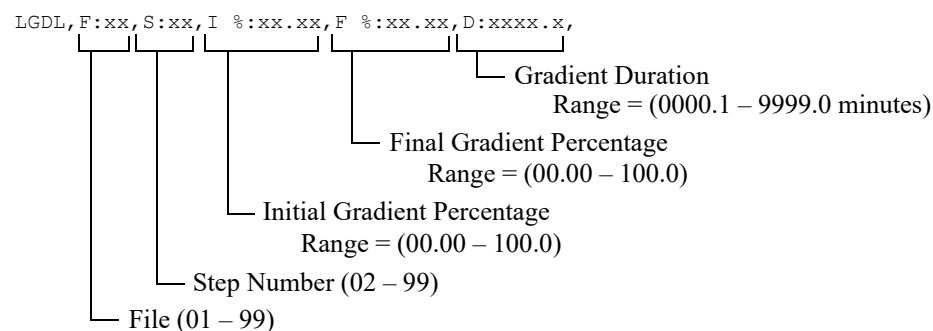 LGDL,F:xx,S:xx,I %:xx.xx,F %:xx.xx,D:xxxx.x,
Gradient Duration
Range = (0000.1 – 9999.0 minutes)
Final Gradient Percentage
Range = (00.00 – 100.0)
Initial Gradient Percentage
Range = (00.00 – 100.0)
Step Number (02 – 99)
File (01 – 99)